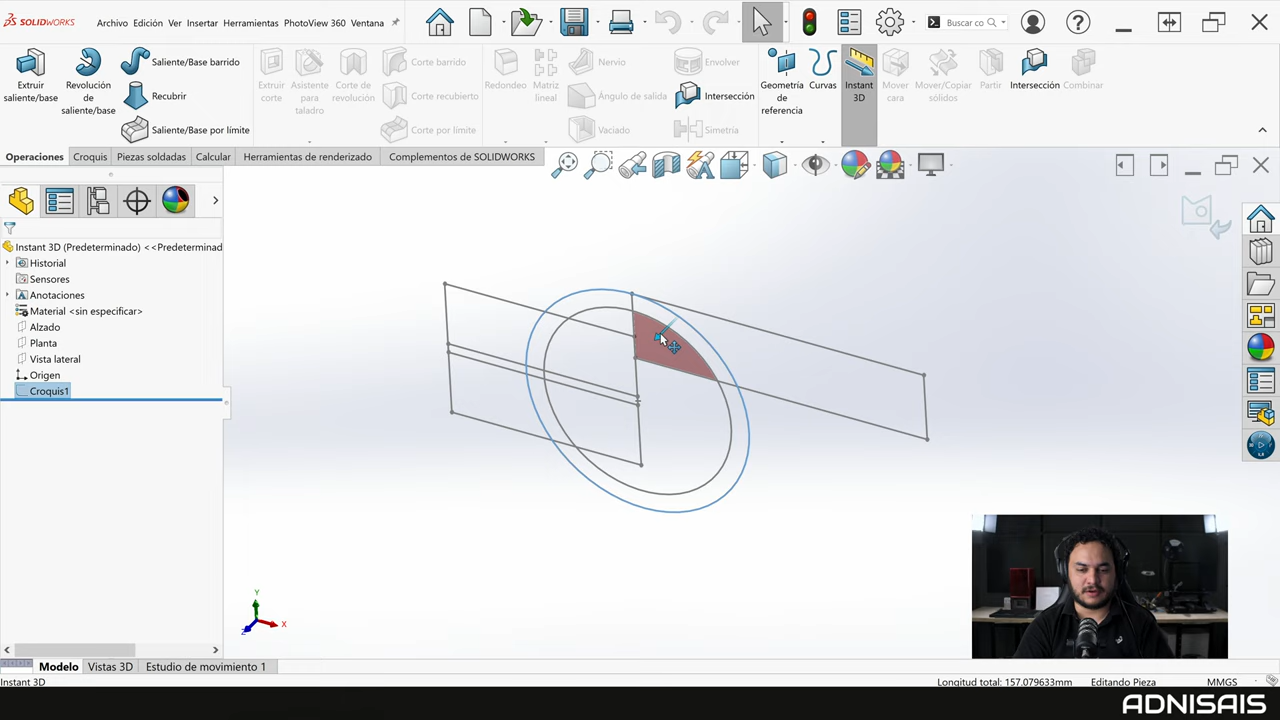 SOLIDWORKS
Archivo
Edición
Ver
Insertar
Herramientas
PhotoView 360
Ventana
Buscar co
Extruir
saliente/base
Revolución
de
saliente/base
Saliente/Base barrido
Recubrir
Saliente/Base por límite
Extruir
corte
Asistente
para
taladro
Corte de
revolución
Corte barrido
Corte recubierto
Corte por límite
Redondeo
Matriz
lineal
Nervio
Ángulo de salida
Vaciado
Envolver
Intersección
Simetría
Geometría
de
referencia
Curvas
Instant
3D
Mover
cara
Mover/Copiar
sólidos
Partir
Intersección
Combinar
Operaciones
Croquis
Piezas soldadas
Calcular
Herramientas de renderizado
Complementos de SOLIDWORKS
Instant 3D (Predeterminado) <<Predeterminad
Historial
Sensores
Anotaciones
Material <sin especificar>
Alzado
Planta
Vista lateral
Origen
Croquis1
Y
X
Z
Modelo
Vistas 3D
Estudio de movimiento 1
Instant 3D
Longitud total: 157.079633mm
Editando Pieza
MMGS
ADNISAIS